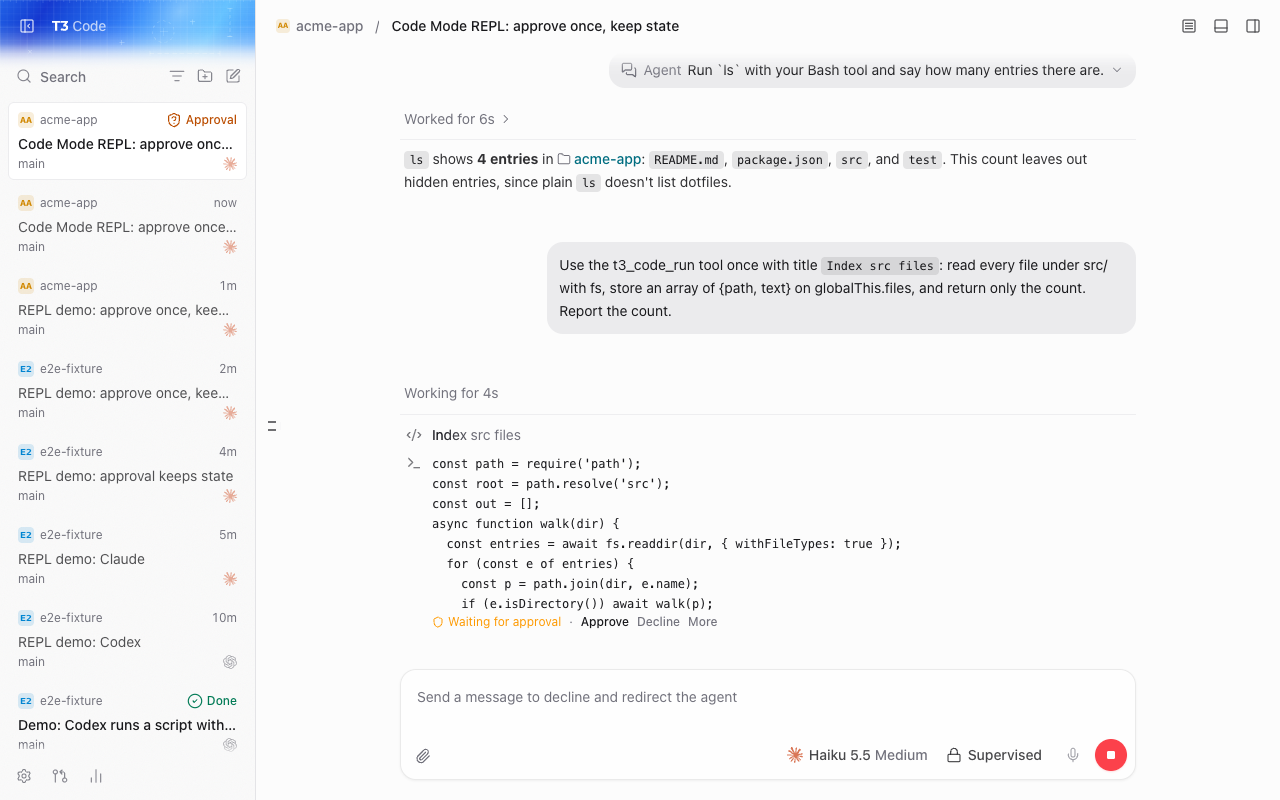 T3 Code
Search
AA acme-app Approval
Code Mode REPL: approve onc...
main
AA acme-app now
Code Mode REPL: approve once...
main
AA acme-app 1m
REPL demo: approve once, kee...
main
E2 e2e-fixture 2m
REPL demo: approve once, kee...
main
E2 e2e-fixture 4m
REPL demo: approval keeps state
main
E2 e2e-fixture 5m
REPL demo: Claude
main
E2 e2e-fixture 10m
REPL demo: Codex
main
E2 e2e-fixture Done
Demo: Codex runs a script with...
main
AA acme-app / Code Mode REPL: approve once, keep state
Agent Run `ls` with your Bash tool and say how many entries there are.
Worked for 6s
ls shows 4 entries in acme-app: README.md, package.json, src, and test. This count leaves out
hidden entries, since plain ls doesn't list dotfiles.
Use the t3_code_run tool once with title Index src files: read every file under src/
with fs, store an array of {path, text} on globalThis.files, and return only the count.
Report the count.
Working for 4s
Index src files
const path = require('path');
const root = path.resolve('src');
const out = [];
async function walk(dir) {
  const entries = await fs.readdir(dir, { withFileTypes: true });
  for (const e of entries) {
    const p = path.join(dir, e.name);
    if (e.isDirectory()) await walk(p);
Waiting for approval · Approve Decline More
Send a message to decline and redirect the agent
Haiku 5.5 Medium Supervised